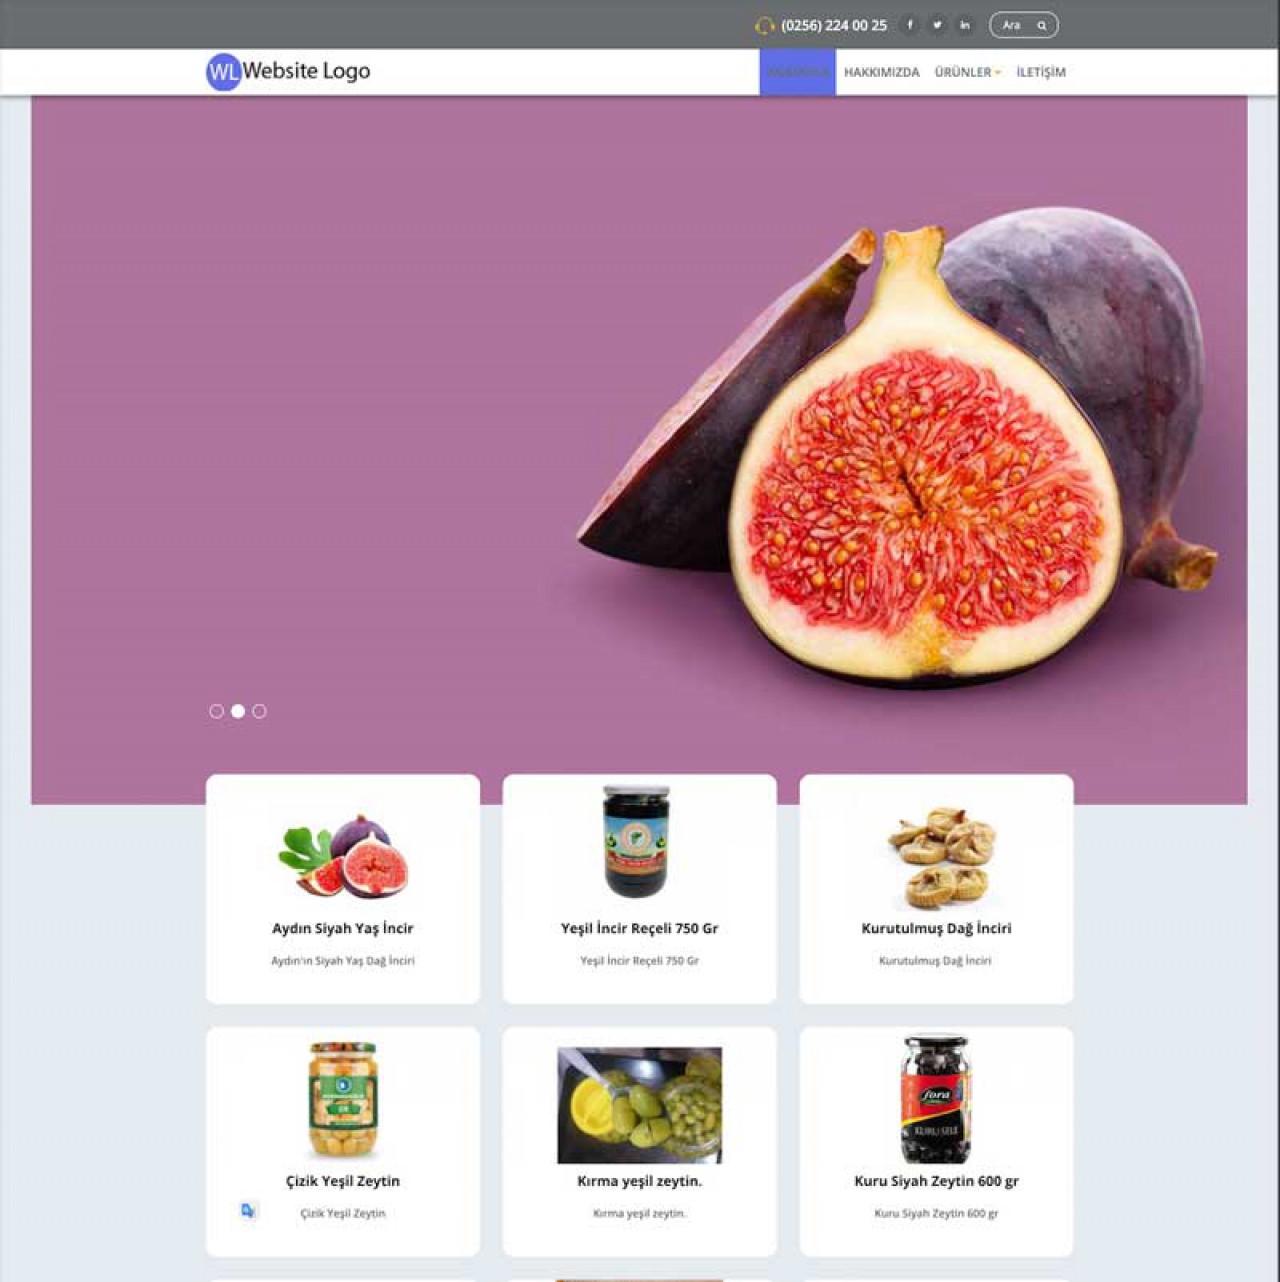 (0256) 224 00 25
Ara
WL Website Logo
HAKKIMIZDA
ÜRÜNLER
İLETİŞİM
Aydın Siyah Yaş İncir
Aydın'ın Siyah Yaş Dağ İnciri
Yeşil İncir Reçeli 750 Gr
Yeşil İncir Reçeli 750 Gr
Kurutulmuş Dağ İnciri
Kurutulmuş Dağ İnciri
Çizik Yeşil Zeytin
Çizik Yeşil Zeytin
Kırma yeşil zeytin.
Kırma yeşil zeytin.
fora
KURU SELE
Kuru Siyah Zeytin 600 gr
Kuru Siyah Zeytin 600 gr